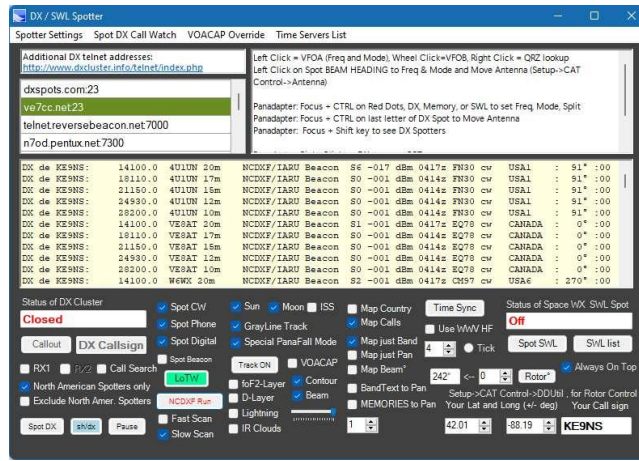 DX / SWL Spotter
Spotter Settings Spot DX Call Watch VOACAP Override Time Servers List
Additional DX telnet addresses:
http://www.dxcluster.info/telnet/index.php
dxspots.com:23
ve7cc.net:23
telnet.reversebeacon.net:7000
n7od.pentux.net:7300
Left Click = VFOA (Freq and Mode), Wheel Click=VFOB, Right Click = QRZ lookup
Left Click on Spot BEAM HEADING to Freq & Mode and Move Antenna (Setup->CAT
Control->Antenna)
Panadapter: Focus + CTRL on Red Dots, DX, Memory, or SWL to set Freq, Mode, Split
Panadapter: Focus + CTRL on last letter of DX Spot to Move Antenna
Panadapter: Focus + Shift key to see DX Spotters
DX de KE9NS: 14100.0 4U1UN 20m NCDXF/IARU Beacon S6 -017 dBm 0417z FN30 cw USA1 : 91° :00
DX de KE9NS: 18110.0 4U1UN 17m NCDXF/IARU Beacon S0 -001 dBm 0414z FN30 cw USA1 : 91° :00
DX de KE9NS: 21150.0 4U1UN 15m NCDXF/IARU Beacon S0 -001 dBm 0414z FN30 cw USA1 : 91° :00
DX de KE9NS: 24930.0 4U1UN 12m NCDXF/IARU Beacon S0 -001 dBm 0414z FN30 cw USA1 : 91° :00
DX de KE9NS: 28200.0 4U1UN 10m NCDXF/IARU Beacon S0 -001 dBm 0414z FN30 cw USA1 : 91° :00
DX de KE9NS: 14100.0 VE8AT 20m NCDXF/IARU Beacon S1 -001 dBm 0417z EQ78 cw CANADA : 0° :00
DX de KE9NS: 18110.0 VE8AT 17m NCDXF/IARU Beacon S0 -001 dBm 0414z EQ78 cw CANADA : 0° :00
DX de KE9NS: 21150.0 VE8AT 15m NCDXF/IARU Beacon S0 -001 dBm 0414z EQ78 cw CANADA : 0° :00
DX de KE9NS: 24930.0 VE8AT 12m NCDXF/IARU Beacon S0 -001 dBm 0414z EQ78 cw CANADA : 0° :00
DX de KE9NS: 28200.0 VE8AT 10m NCDXF/IARU Beacon S0 -001 dBm 0414z EQ78 cw CANADA : 0° :00
DX de KE9NS: 14100.0 W6WX 20m NCDXF/IARU Beacon S2 -001 dBm 0417z CM97 cw USA6 : 270° :00
Status of DX Cluster
Closed
Callout DX Callsign
RX1 RX2 Call Search
North American Spotters only
Exclude North Amer. Spotters
Spot DX sh/dx Pause
Spot CW
Spot Phone
Spot Digital
Spot Beacon
LoTW
NCDXF Run
Fast Scan
Slow Scan
Sun Moon ISS
GrayLine Track
Special PanaFall Mode
Track ON VOACAP
foF2-Layer Contour
D-Layer Beam
Lightning
IR Clouds
Map Country
Map Calls
Map just Band
Map just Pan
Map Beam°
BandText to Pan
MEMORIES to Pan
1
Time Sync
Use WWV HF
4 Tick
Status of Space WX SWL Spot
Off
Spot SWL SWL list
Always On Top
242° <-- 0 Rotor°
Setup->CAT Control->DDUtil , for Rotor Control
Your Lat and Long (+/- deg) Your Call sign
42.01 -88.19 KE9NS